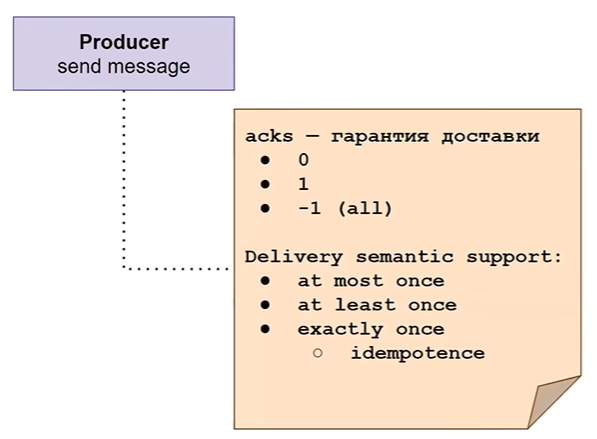 Producer
send message
acks — гарантия доставки
● 0
● 1
● -1 (all)
Delivery semantic support:
● at most once
● at least once
● exactly once
○ idempotence